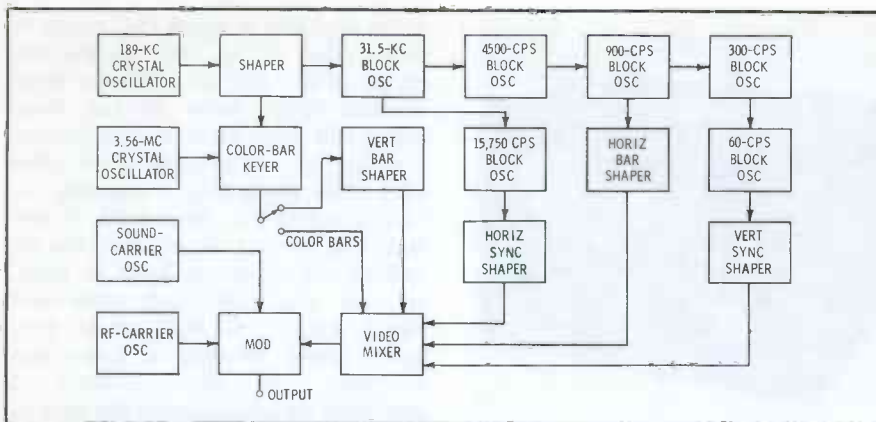 189-KC
CRYSTAL
OSCILLATOR
SHAPER
31.5-KC
BLOCK
OSC
4500-CPS
BLOCK
OSC
900-CPS
BLOCK
OSC
300-CPS
BLOCK
OSC
3.56-MC
CRYSTAL
OSCILLATOR
COLOR-BAR
KEYER
VERT
BAR
SHAPER
15,750 CPS
BLOCK
OSC
HORIZ
BAR
SHAPER
60-CPS
BLOCK
OSC
SOUND-
CARRIER
OSC
COLOR BARS
HORIZ
SYNC
SHAPER
VERT
SYNC
SHAPER
RF-CARRIER
OSC
MOD
VIDEO
MIXER
OUTPUT